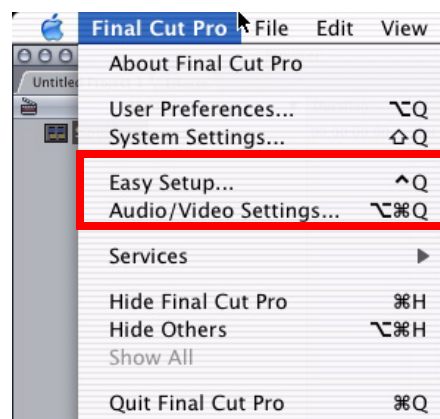 Final Cut Pro File Edit View
About Final Cut Pro
User Preferences... ⌥Q
System Settings... ⇧Q
Easy Setup... ^Q
Audio/Video Settings... ⌥⌘Q
Services
Hide Final Cut Pro ⌘H
Hide Others ⌥⌘H
Show All
Quit Final Cut Pro ⌘Q
Untitled